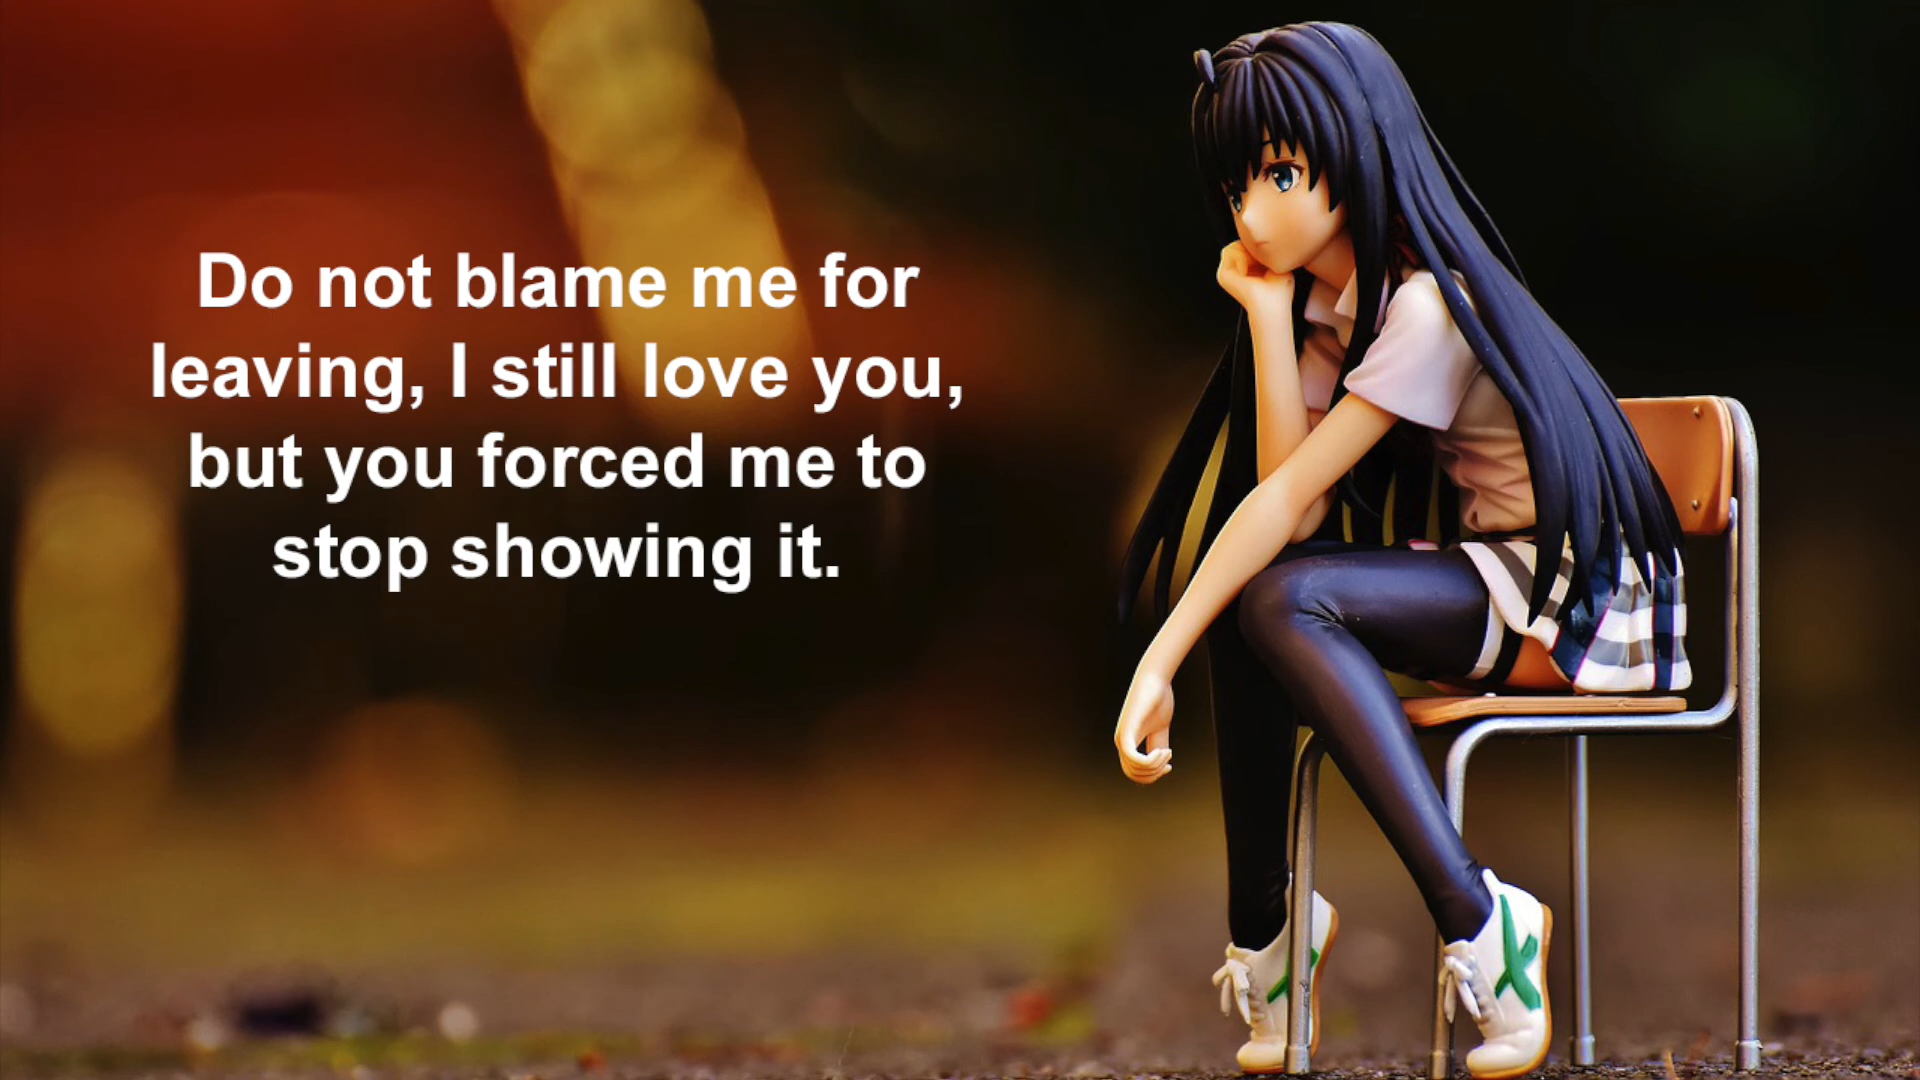 Do not blame me for
leaving, I still love you,
but you forced me to
stop showing it.